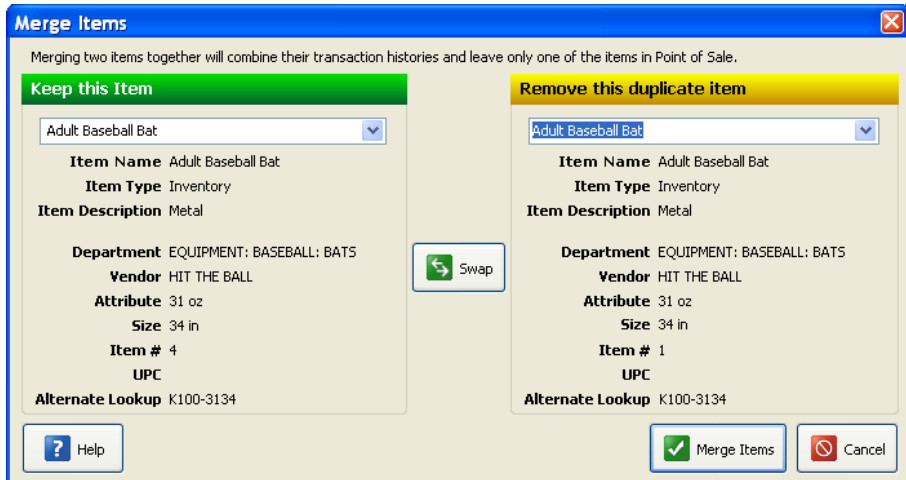 Merge Items
Merging two items together will combine their transaction histories and leave only one of the items in Point of Sale.
Keep this Item
Adult Baseball Bat
Item Name Adult Baseball Bat
Item Type Inventory
Item Description Metal
Department EQUIPMENT: BASEBALL: BATS
Vendor HIT THE BALL
Attribute 31 oz
Size 34 in
Item # 4
UPC
Alternate Lookup K100-3134
Swap
Remove this duplicate item
Adult Baseball Bat
Item Name Adult Baseball Bat
Item Type Inventory
Item Description Metal
Department EQUIPMENT: BASEBALL: BATS
Vendor HIT THE BALL
Attribute 31 oz
Size 34 in
Item # 1
UPC
Alternate Lookup K100-3134
Help
Merge Items
Cancel